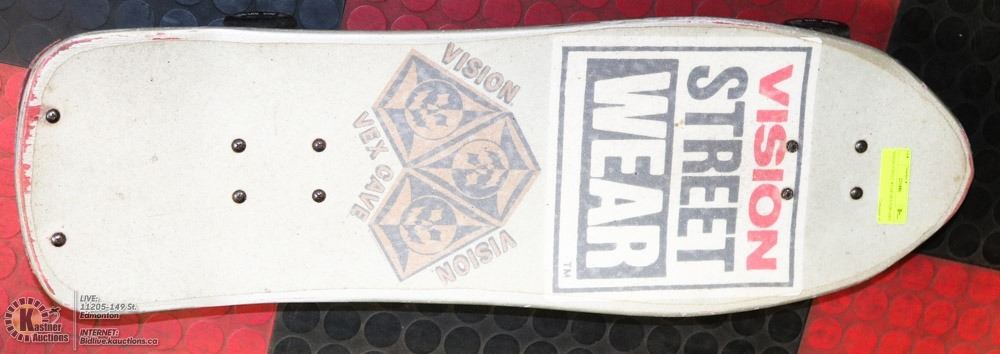 VISION
VEX CAVE
VISION
VISION
STREET
WEAR
TM
Kastner
Auctions
LIVE:
11205-149 St.
Edmonton
INTERNET:
Bidlive.kauctions.ca